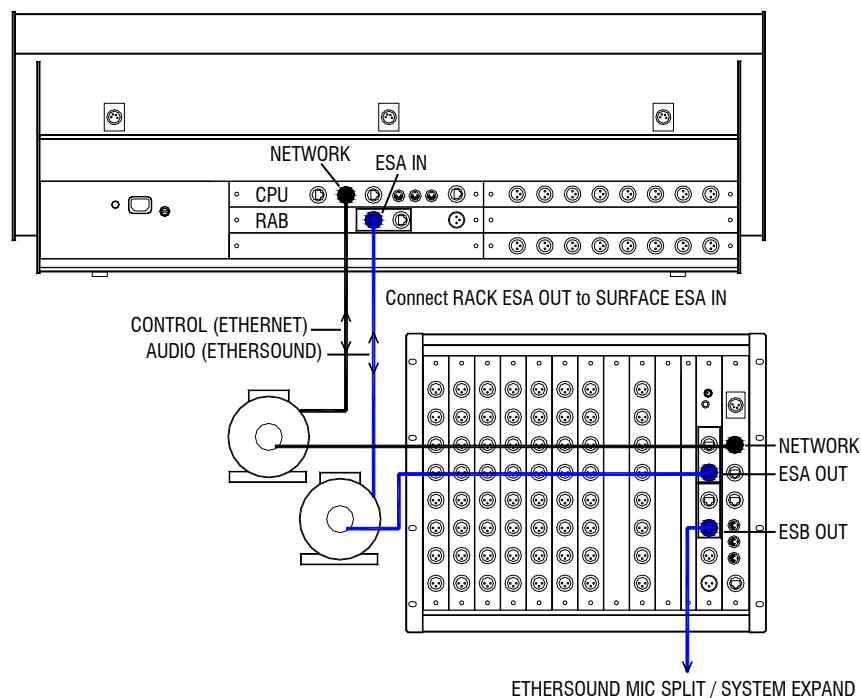 NETWORK
ESA IN
CPU
RAB
Connect RACK ESA OUT to SURFACE ESA IN
CONTROL (ETHERNET)
AUDIO (ETHERSOUND)
NETWORK
ESA OUT
ESB OUT
ETHERSOUND MIC SPLIT / SYSTEM EXPAND